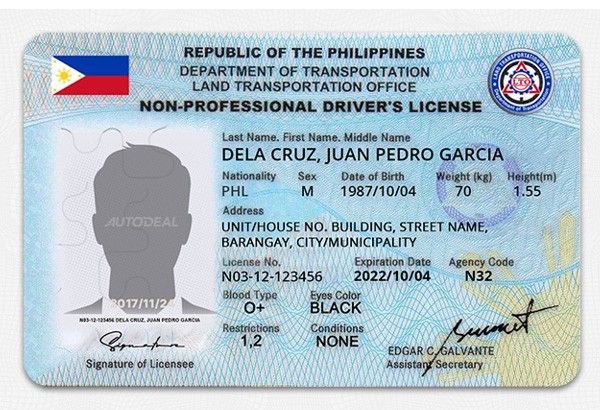 REPUBLIC OF THE PHILIPPINES
DEPARTMENT OF TRANSPORTATION
LAND TRANSPORTATION OFFICE
NON-PROFESSIONAL DRIVER'S LICENSE
LTO
Last Name. First Name. Middle Name
DELA CRUZ, JUAN PEDRO GARCIA
Nationality Sex Date of Birth Weight (kg) Height(m)
PHL M 1987/10/04 70 1.55
Address
UNIT/HOUSE NO. BUILDING, STREET NAME,
BARANGAY, CITY/MUNICIPALITY
License No. Expiration Date Agency Code
N03-12-123456 2022/10/04 N32
Blood Type Eyes Color
O+ BLACK
Restrictions Conditions
1,2 NONE
AUTODEAL
2017/11/24
N03-12-123456 DELA CRUZ, JUAN PEDRO GARCIA
Signature
Signature of Licensee
EDGAR C. GALVANTE
Assistant Secretary